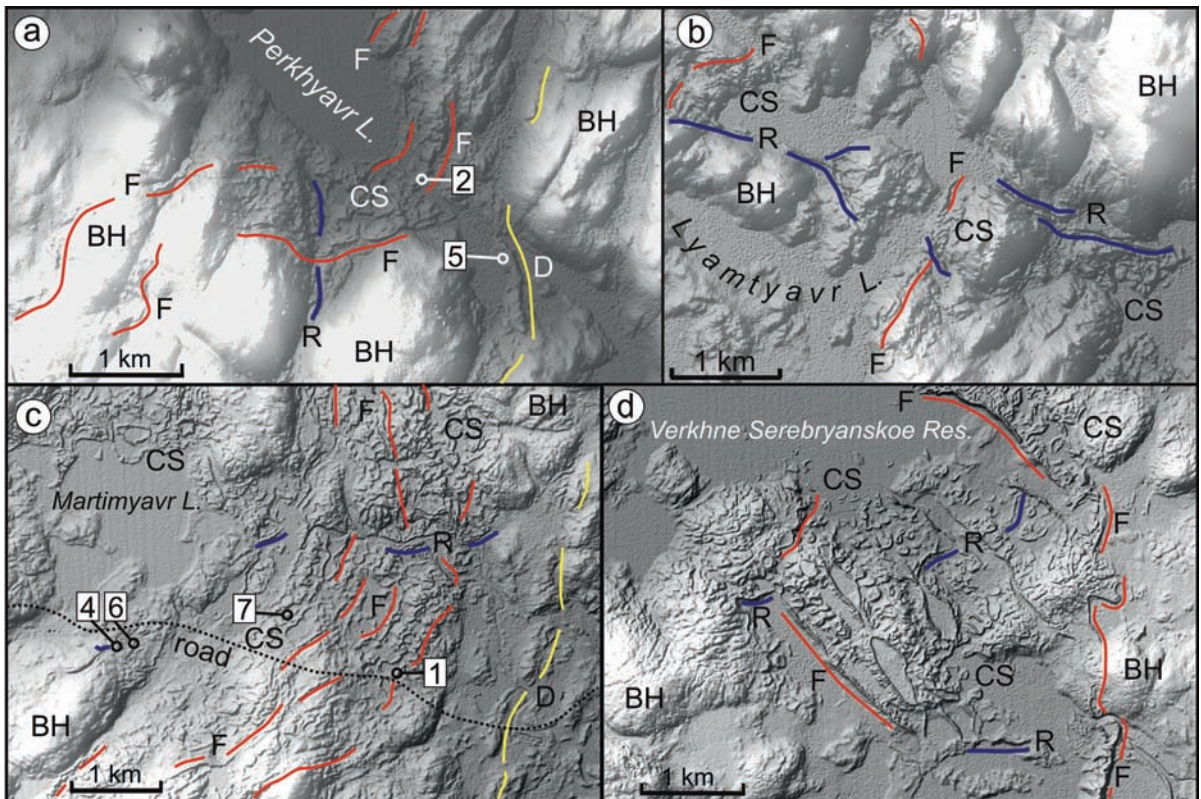 a
Perkhyavr L.
F
F
BH
F
2
CS
BH
5
F
D
F
R
BH
1 km
b
F
CS
BH
R
BH
F
R
CS
Lyamtyavr L.
CS
F
1 km
c
F
CS
BH
CS
Martimyavr L.
R
4
6
7
F
CS
road
1
D
BH
F
1 km
d
F
Verkhne Serebryanskoe Res.
CS
CS
F
R
R
CS
BH
F
BH
R
F
1 km